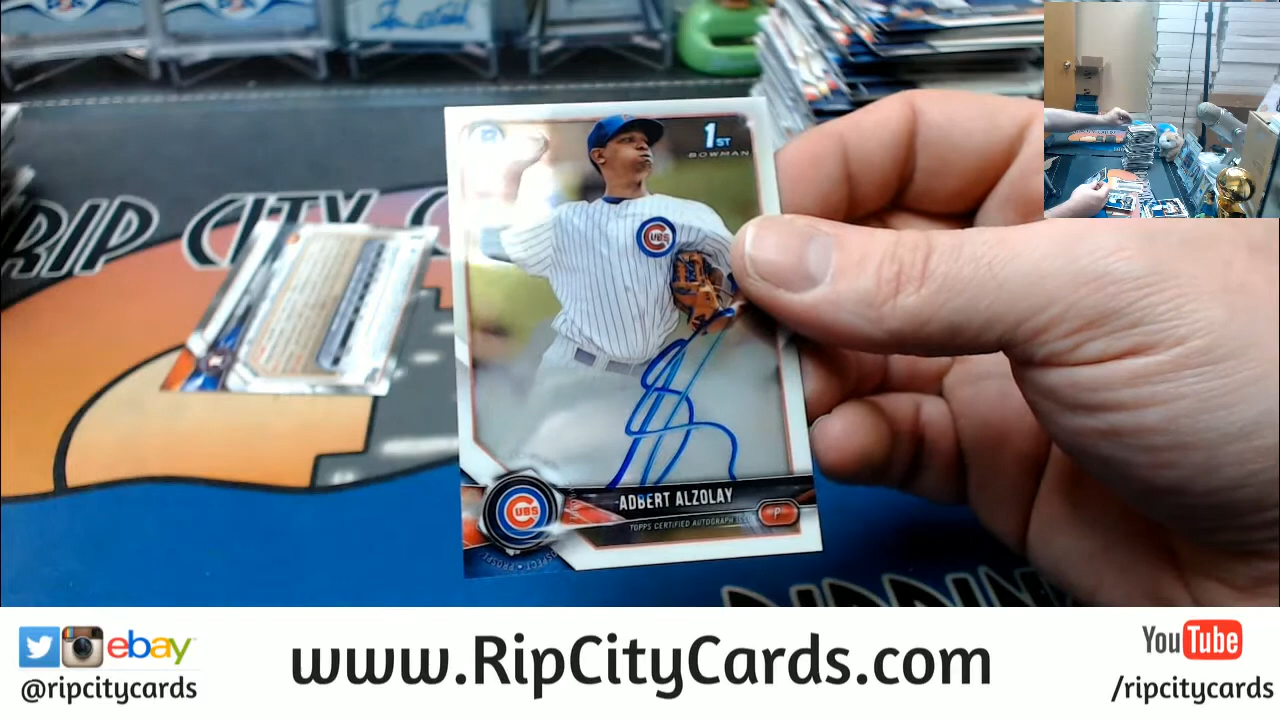 RIP CITY C
1ST
BOWMAN
CUBS
ADBERT ALZOLAY
TOPPS CERTIFIED AUTOGRAPH
P
CUBS
ebay
@ripcitycards
www.RipCityCards.com
YouTube
/ripcitycards